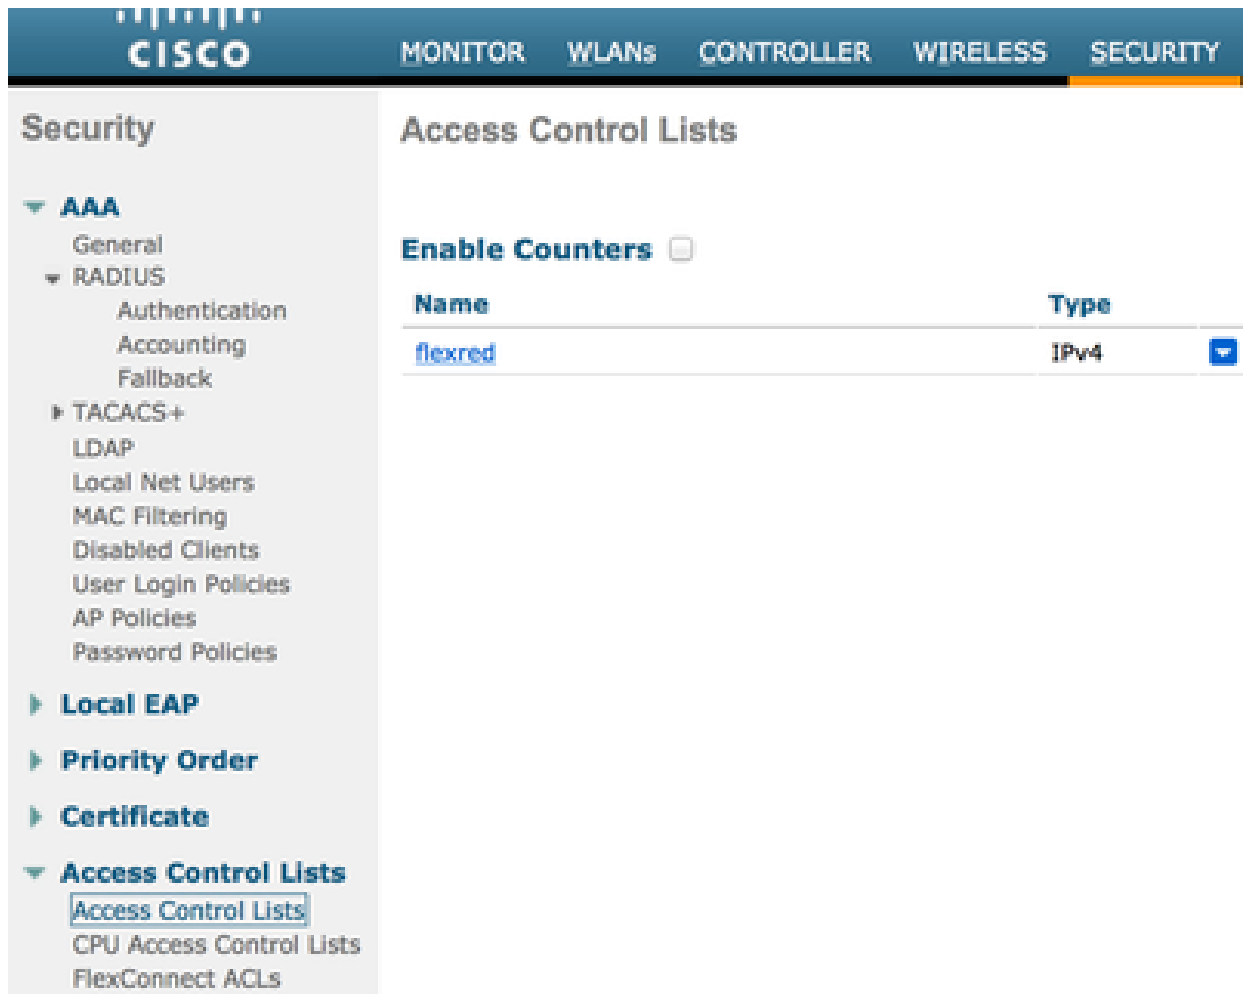 CISCO
MONITOR WLANs CONTROLLER WIRELESS SECURITY
Security
AAA
General
RADIUS
Authentication
Accounting
Fallback
TACACS+
LDAP
Local Net Users
MAC Filtering
Disabled Clients
User Login Policies
AP Policies
Password Policies
Local EAP
Priority Order
Certificate
Access Control Lists
Access Control Lists
CPU Access Control Lists
FlexConnect ACLs
Access Control Lists
Enable Counters
Name Type
flexred IPv4